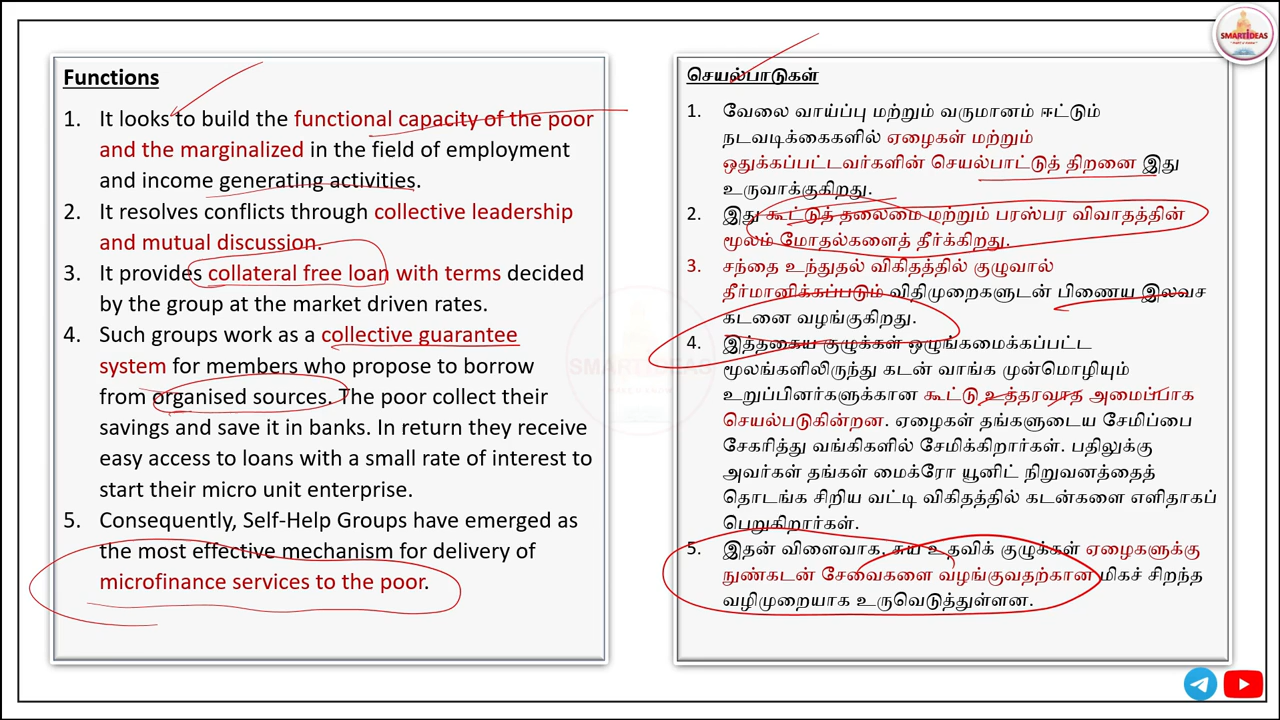 SMARTIDEAS
Functions
1. It looks to build the functional capacity of the poor
and the marginalized in the field of employment
and income generating activities.
2. It resolves conflicts through collective leadership
and mutual discussion.
3. It provides collateral free loan with terms decided
by the group at the market driven rates.
4. Such groups work as a collective guarantee
system for members who propose to borrow
from organised sources. The poor collect their
savings and save it in banks. In return they receive
easy access to loans with a small rate of interest to
start their micro unit enterprise.
5. Consequently, Self-Help Groups have emerged as
the most effective mechanism for delivery of
microfinance services to the poor.
செயல்பாடுகள்
1. வேலை வாய்ப்பு மற்றும் வருமானம் ஈட்டும்
நடவடிக்கைகளில் ஏழைகள் மற்றும்
ஒதுக்கப்பட்டவர்களின் செயல்பாட்டுத் திறனை இது
உருவாக்குகிறது.
2. இது கூட்டுத் தலைமை மற்றும் பரஸ்பர விவாதத்தின்
மூலம் மோதல்களைத் தீர்க்கிறது.
3. சந்தை உந்துதல் விகிதத்தில் குழுவால்
தீர்மானிக்கப்படும் விதிமுறைகளுடன் பிணைய இலவச
கடனை வழங்குகிறது.
4. இத்தகைய குழுக்கள் ஒழுங்கமைக்கப்பட்ட
மூலங்களிலிருந்து கடன் வாங்க முன்மொழியும்
உறுப்பினர்களுக்கான கூட்டு உத்தரவாத அமைப்பாக
செயல்படுகின்றன. ஏழைகள் தங்களுடைய சேமிப்பை
சேகரித்து வங்கிகளில் சேமிக்கிறார்கள். பதிலுக்கு
அவர்கள் தங்கள் மைக்ரோ யூனிட் நிறுவனத்தைத்
தொடங்க சிறிய வட்டி விகிதத்தில் கடன்களை எளிதாகப்
பெறுகிறார்கள்.
5. இதன் விளைவாக, சுய உதவிக் குழுக்கள் ஏழைகளுக்கு
நுண்கடன் சேவைகளை வழங்குவதற்கான மிகச் சிறந்த
வழிமுறையாக உருவெடுத்துள்ளன.
SMARTIDEAS